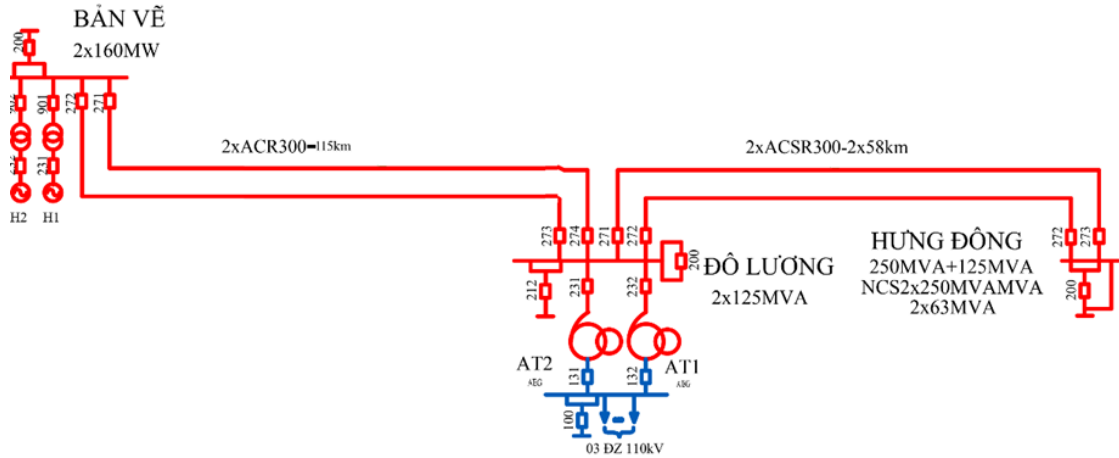 BẢN VẼ
2x160MW
200
901
272
271
231
H2
H1
2xACR300-115km
2xACSR300-2x58km
273
274
271
272
200
212
231
232
ĐÔ LƯƠNG
2x125MVA
HƯNG ĐÔNG
250MVA+125MVA
NCS2x250MVAMVA
2x63MVA
272
273
200
AT2
AEG
AT1
AEG
131
132
100
03 ĐZ 110kV